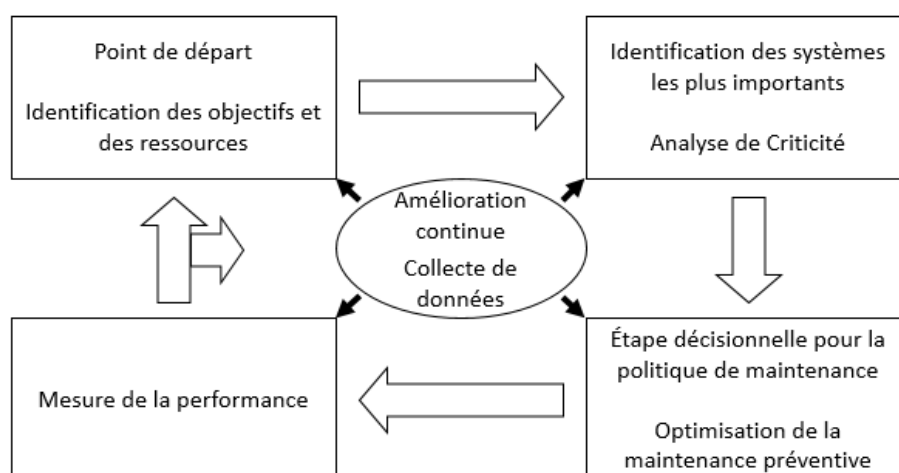 Point de départ
Identification des objectifs et
des ressources
Identification des systèmes
les plus importants
Analyse de Criticité
Amélioration
continue
Collecte de
données
Mesure de la performance
Étape décisionnelle pour la
politique de maintenance
Optimisation de la
maintenance préventive